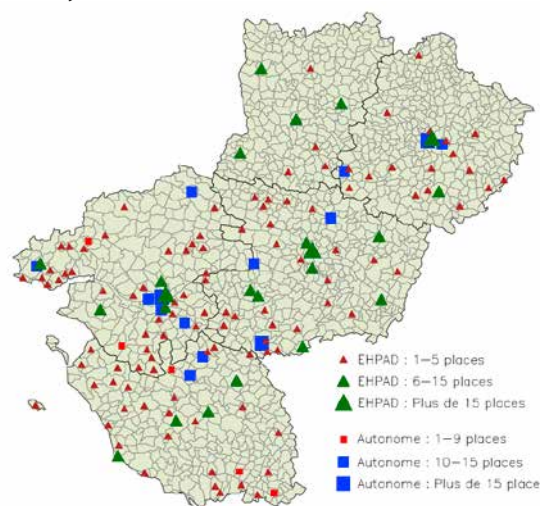 EHPAD : 1–5 places
EHPAD : 6–15 places
EHPAD : Plus de 15 places
Autonome : 1–9 places
Autonome : 10–15 places
Autonome : Plus de 15 place